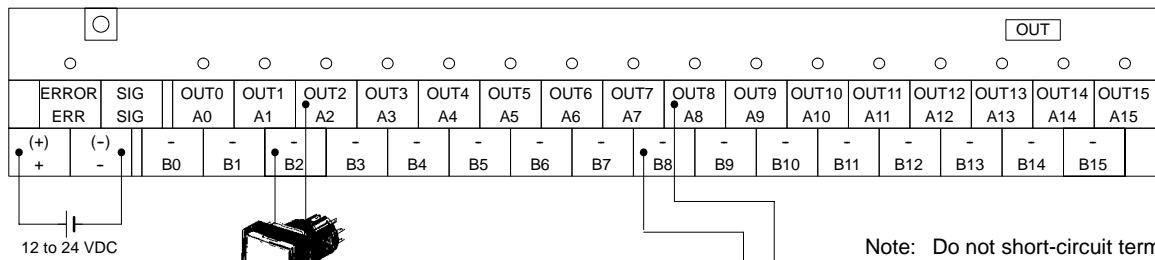 OUT
ERROR SIG OUT0 OUT1 OUT2 OUT3 OUT4 OUT5 OUT6 OUT7 OUT8 OUT9 OUT10 OUT11 OUT12 OUT13 OUT14 OUT15
ERR SIG A0 A1 A2 A3 A4 A5 A6 A7 A8 A9 A10 A11 A12 A13 A14 A15
(+) (-) - - - - - - - - - - - - - - - -
+ - B0 B1 B2 B3 B4 B5 B6 B7 B8 B9 B10 B11 B12 B13 B14 B15
12 to 24 VDC
Note: Do not short-circuit term